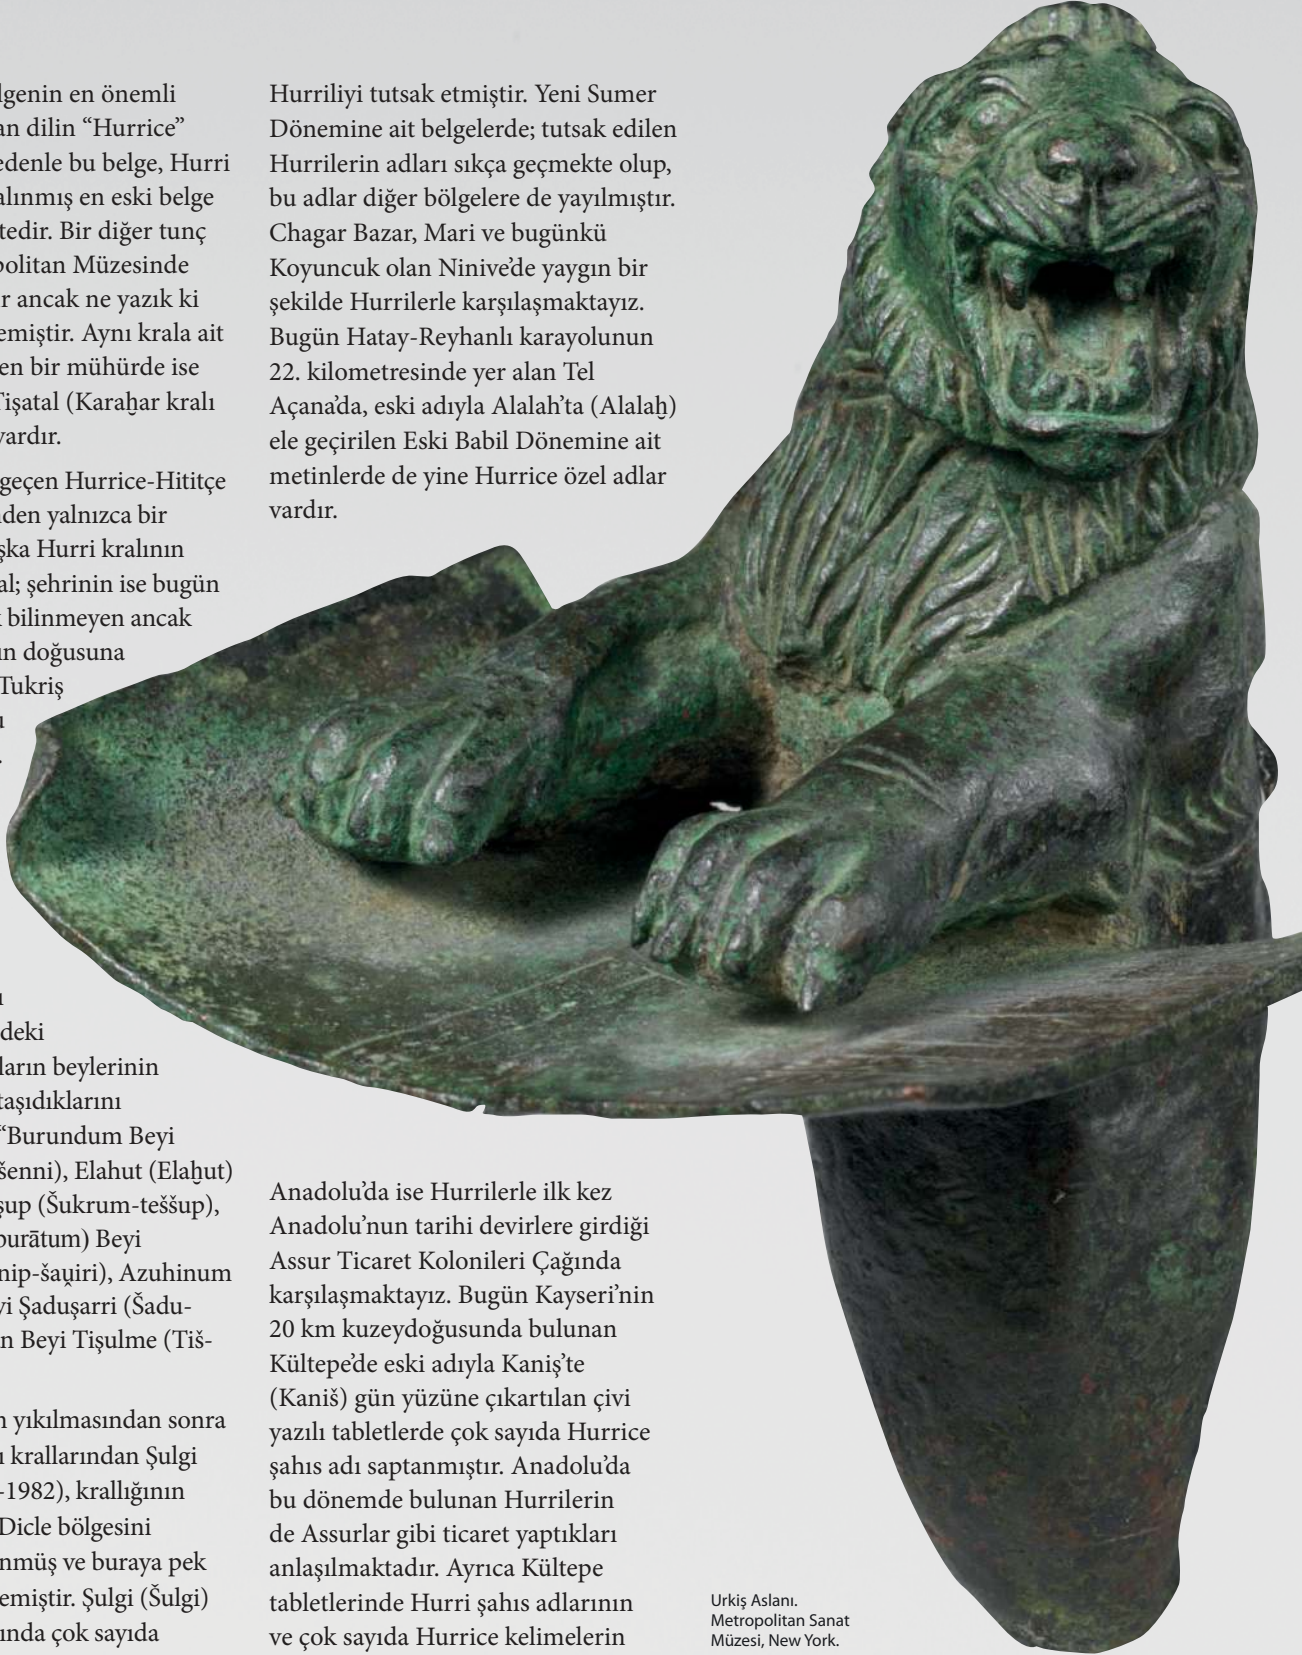 lgenin en önemli
an dilin “Hurrice”
edenle bu belge, Hurri
alınmış en eski belge
tedir. Bir diğer tunç
politan Müzesinde
r ancak ne yazık ki
emiştir. Aynı krala ait
en bir mühürde ise
Tişatal (Karaḫar kralı
vardır.
geçen Hurrice-Hititçe
nden yalnızca bir
şka Hurri kralının
al; şehrinin ise bugün
k bilinmeyen ancak
ın doğusuna
Tukriş
ı
deki
ların beylerinin
taşıdıklarını
“Burundum Beyi
šenni), Elahut (Elaḫut)
şup (Šukrum-teššup),
burātum) Beyi
nip-šau̯iri), Azuhinum
yi Şaduşarri (Šadu-
n Beyi Tişulme (Tiš-
n yıkılmasından sonra
ı krallarından Şulgi
-1982), krallığının
Dicle bölgesini
nmüş ve buraya pek
emiştir. Şulgi (Šulgi)
ında çok sayıda
Hurriliyi tutsak etmiştir. Yeni Sumer
Dönemine ait belgelerde; tutsak edilen
Hurrilerin adları sıkça geçmekte olup,
bu adlar diğer bölgelere de yayılmıştır.
Chagar Bazar, Mari ve bugünkü
Koyuncuk olan Ninive’de yaygın bir
şekilde Hurrilerle karşılaşmaktayız.
Bugün Hatay-Reyhanlı karayolunun
22. kilometresinde yer alan Tel
Açana’da, eski adıyla Alalah’ta (Alalaḫ)
ele geçirilen Eski Babil Dönemine ait
metinlerde de yine Hurrice özel adlar
vardır.
Anadolu’da ise Hurrilerle ilk kez
Anadolu’nun tarihi devirlere girdiği
Assur Ticaret Kolonileri Çağında
karşılaşmaktayız. Bugün Kayseri’nin
20 km kuzeydoğusunda bulunan
Kültepe’de eski adıyla Kaniş’te
(Kaniš) gün yüzüne çıkartılan çivi
yazılı tabletlerde çok sayıda Hurrice
şahıs adı saptanmıştır. Anadolu’da
bu dönemde bulunan Hurrilerin
de Assurlar gibi ticaret yaptıkları
anlaşılmaktadır. Ayrıca Kültepe
tabletlerinde Hurri şahıs adlarının
ve çok sayıda Hurrice kelimelerin
Urkiş Aslanı.
Metropolitan Sanat
Müzesi, New York.